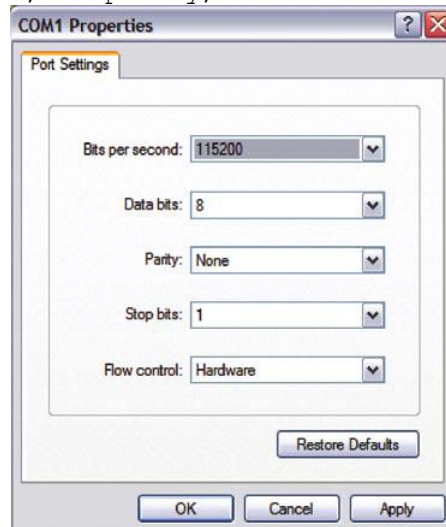 COM1 Properties
Port Settings
Bits per second: 115200
Data bits: 8
Parity: None
Stop bits: 1
Flow control: Hardware
Restore Defaults
OK Cancel Apply